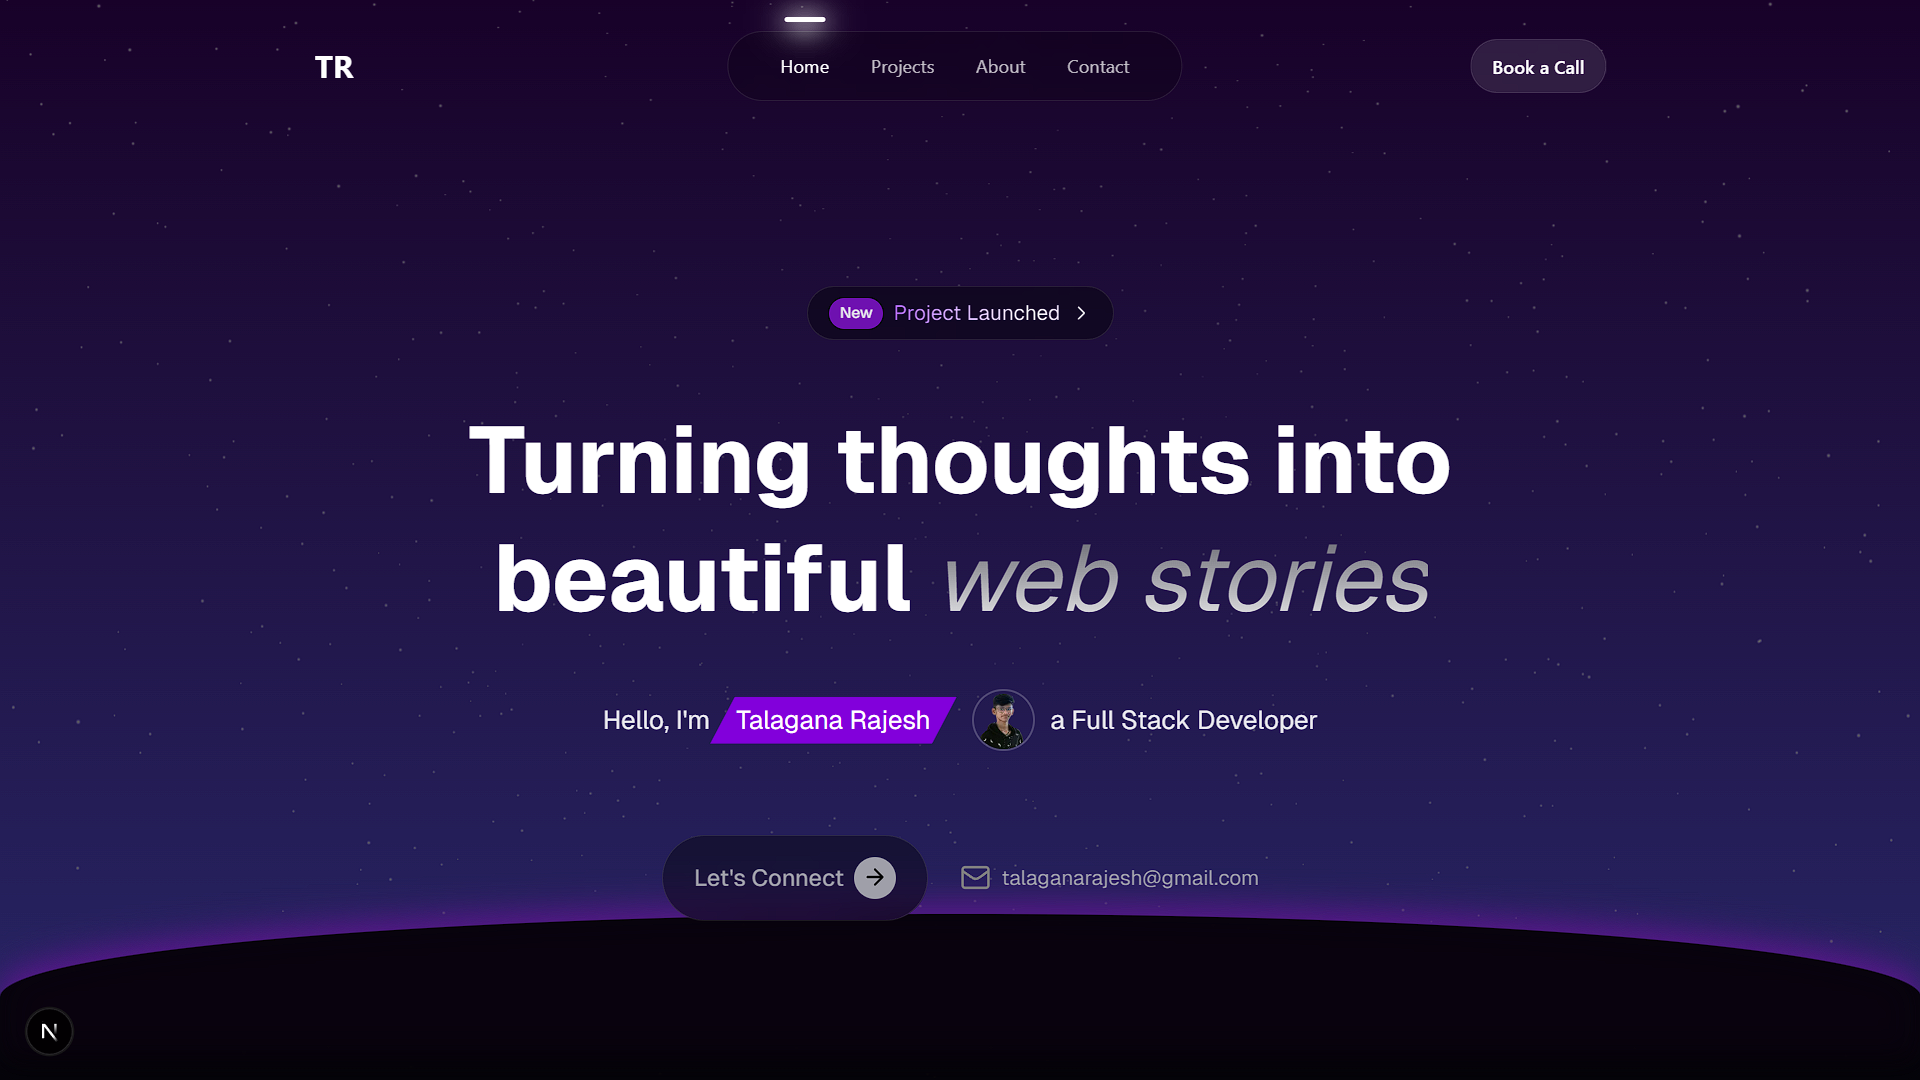 TR
Home Projects About Contact
Book a Call
New Project Launched
Turning thoughts into
beautiful web stories
Hello, I'm Talagana Rajesh a Full Stack Developer
Let's Connect
talaganarajesh@gmail.com
N